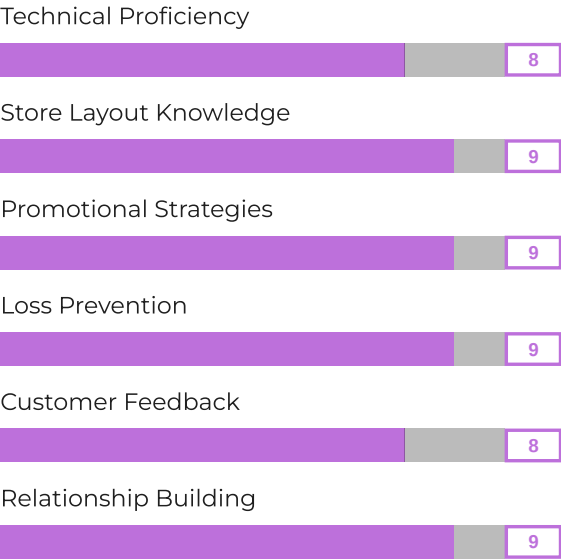 Technical Proficiency
8
Store Layout Knowledge
9
Promotional Strategies
9
Loss Prevention
9
Customer Feedback
8
Relationship Building
9